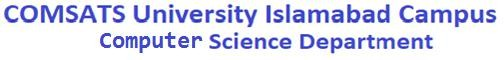 COMSATS University Islamabad Campus
Computer Science Department